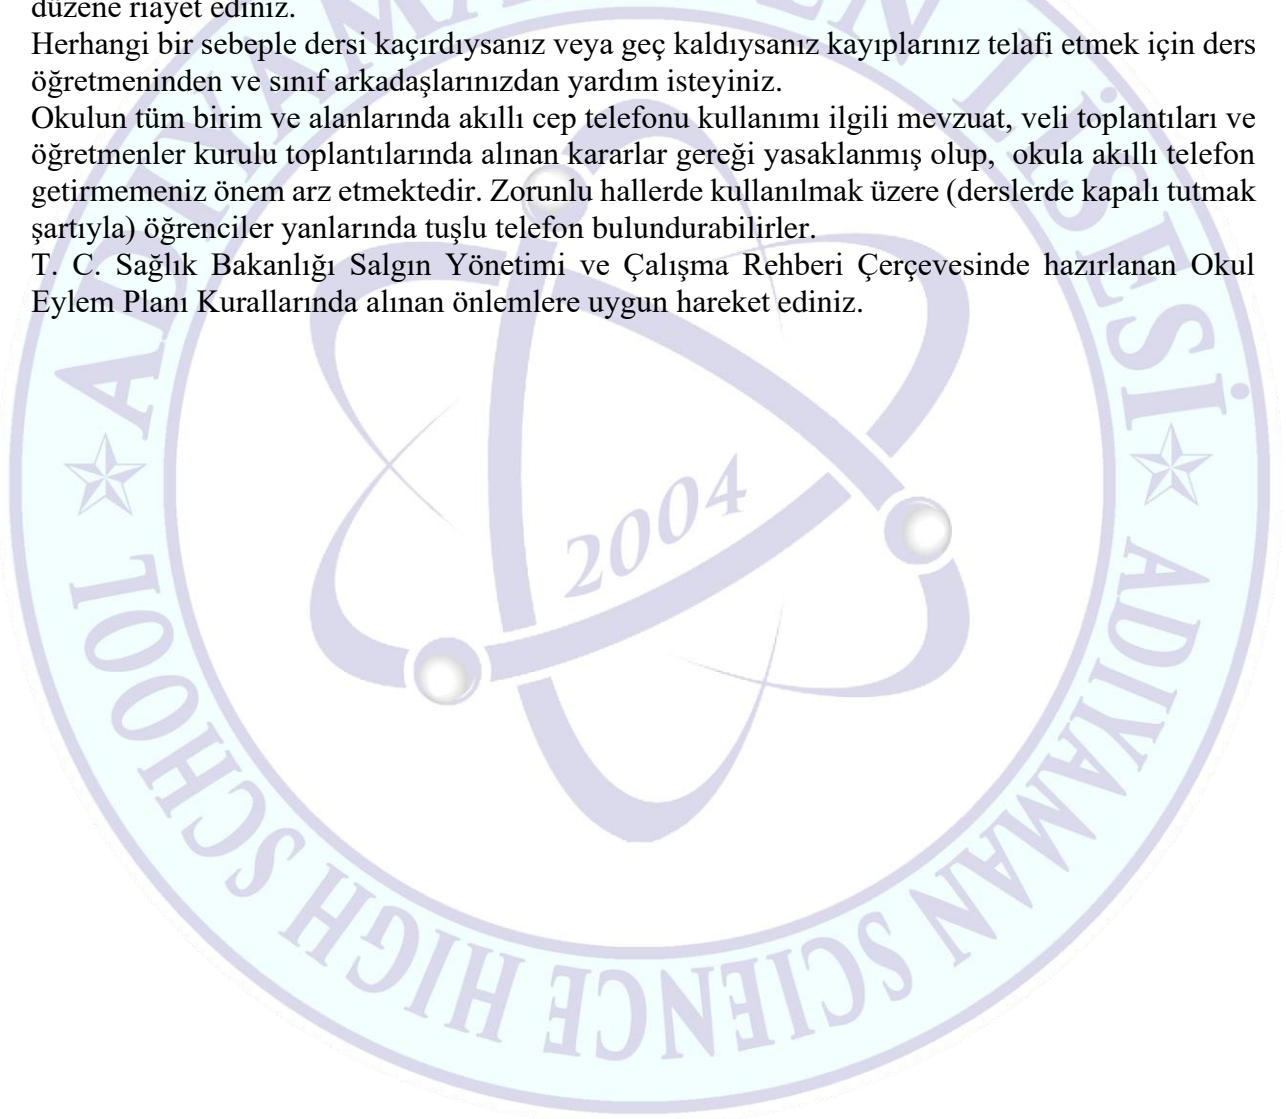 düzene riayet ediniz.
Herhangi bir sebeple dersi kaçırdıysanız veya geç kaldıysanız kayıplarınız telafi etmek için ders
öğretmeninden ve sınıf arkadaşlarınızdan yardım isteyiniz.
Okulun tüm birim ve alanlarında akıllı cep telefonu kullanımı ilgili mevzuat, veli toplantıları ve
öğretmenler kurulu toplantılarında alınan kararlar gereği yasaklanmış olup,  okula akıllı telefon
getirmemeniz önem arz etmektedir. Zorunlu hallerde kullanılmak üzere (derslerde kapalı tutmak
şartıyla) öğrenciler yanlarında tuşlu telefon bulundurabilirler.
T. C. Sağlık Bakanlığı Salgın Yönetimi ve Çalışma Rehberi Çerçevesinde hazırlanan Okul
Eylem Planı Kurallarında alınan önlemlere uygun hareket ediniz.
ADIYAMAN FEN LİSESİ
2004
ADIYAMAN SCIENCE HIGH SCHOOL